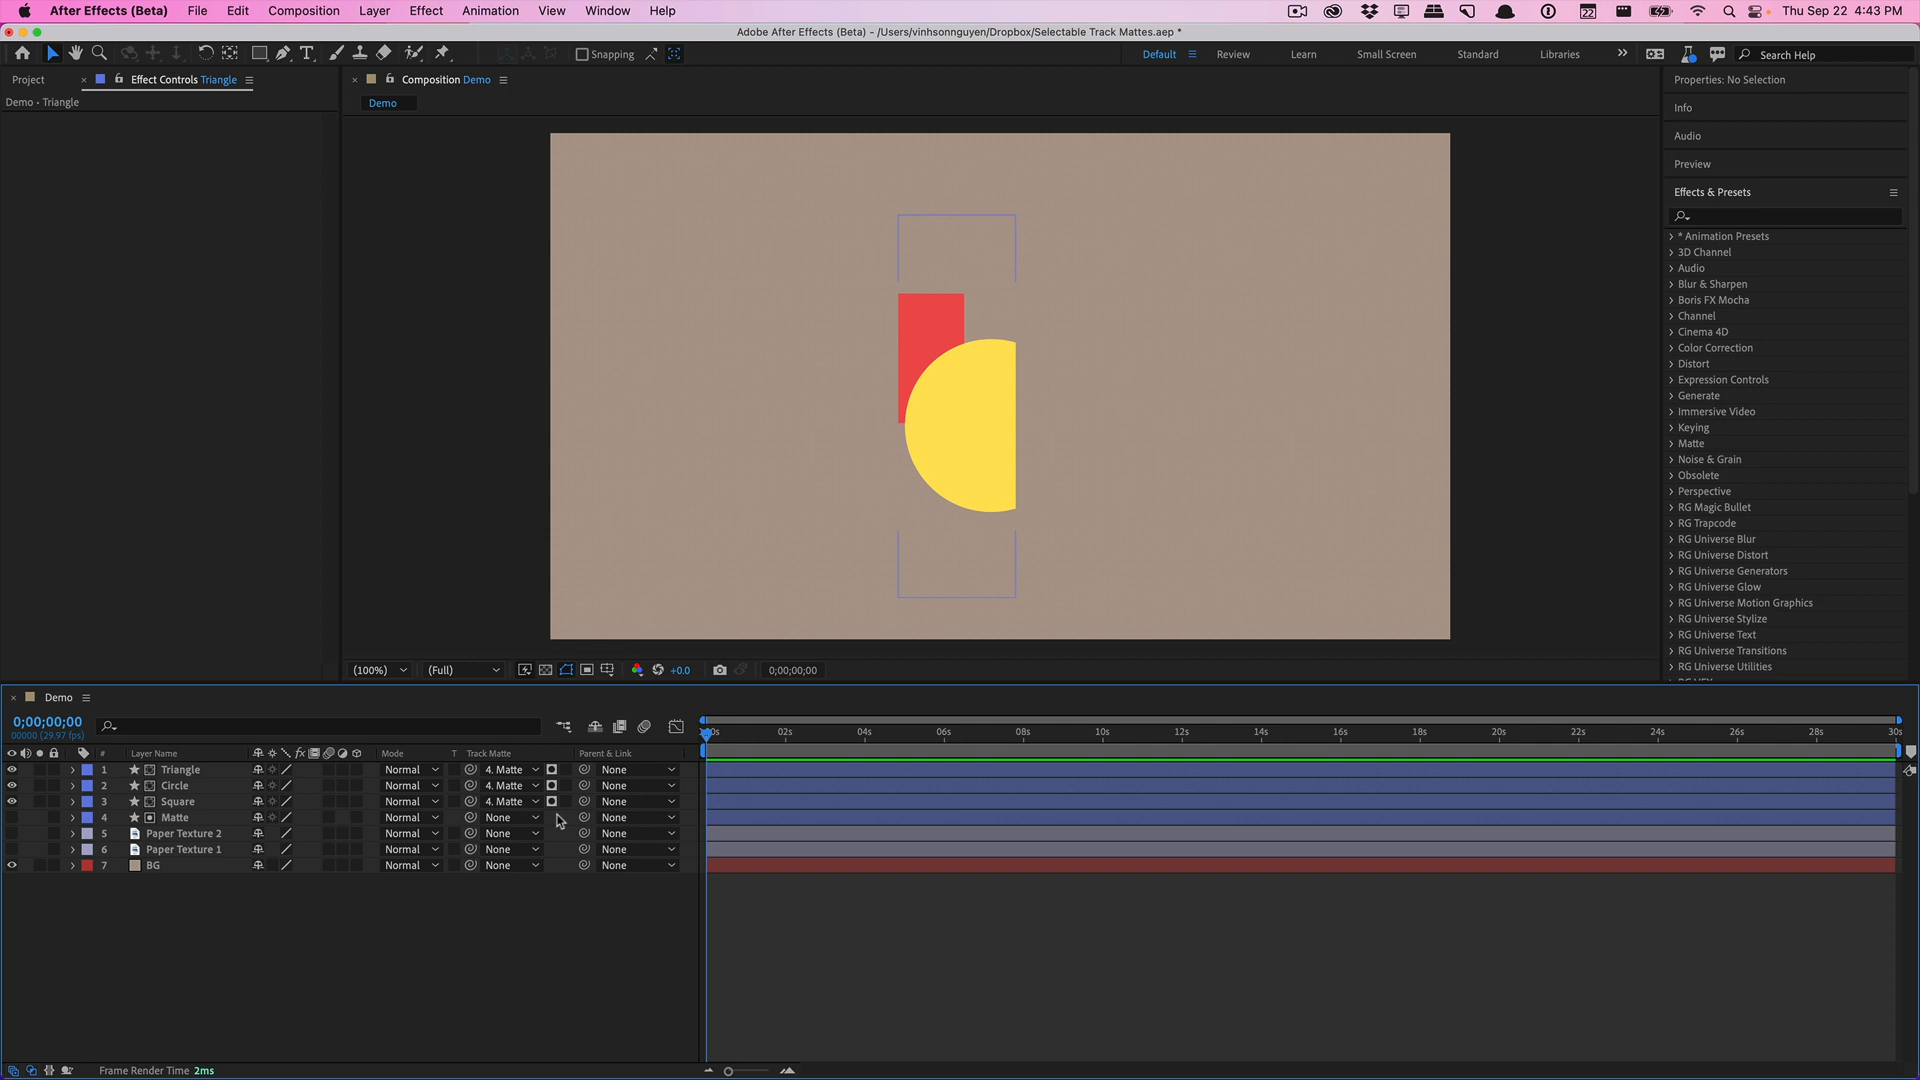 After Effects (Beta) File Edit Composition Layer Effect Animation View Window Help 22 Thu Sep 22 4:43 PM
Adobe After Effects (Beta) - /Users/vinhsonnguyen/Dropbox/Selectable Track Mattes.aep *
Snapping Default Review Learn Small Screen Standard Libraries Search Help
Project Effect Controls Triangle Composition Demo Properties: No Selection
Demo • Triangle
Demo
Info
Audio
Preview
Effects & Presets
* Animation Presets
3D Channel
Audio
Blur & Sharpen
Boris FX Mocha
Channel
Cinema 4D
Color Correction
Distort
Expression Controls
Generate
Immersive Video
Keying
Matte
Noise & Grain
Obsolete
Perspective
RG Magic Bullet
RG Trapcode
RG Universe Blur
RG Universe Distort
RG Universe Generators
RG Universe Glow
RG Universe Motion Graphics
RG Universe Stylize
RG Universe Text
RG Universe Transitions
RG Universe Utilities
(100%) (Full) +0.0 0;00;00;00
Demo
0;00;00;00
00000 (29.97 fps)
02s 04s 06s 08s 10s 12s 14s 16s 18s 20s 22s 24s 26s 28s 30s
# Layer Name fx Mode T Track Matte Parent & Link
1 Triangle Normal 4. Matte None
2 Circle Normal 4. Matte None
3 Square Normal 4. Matte None
4 Matte Normal None None
5 Paper Texture 2 Normal None None
6 Paper Texture 1 Normal None None
7 BG Normal None None
Frame Render Time 2ms